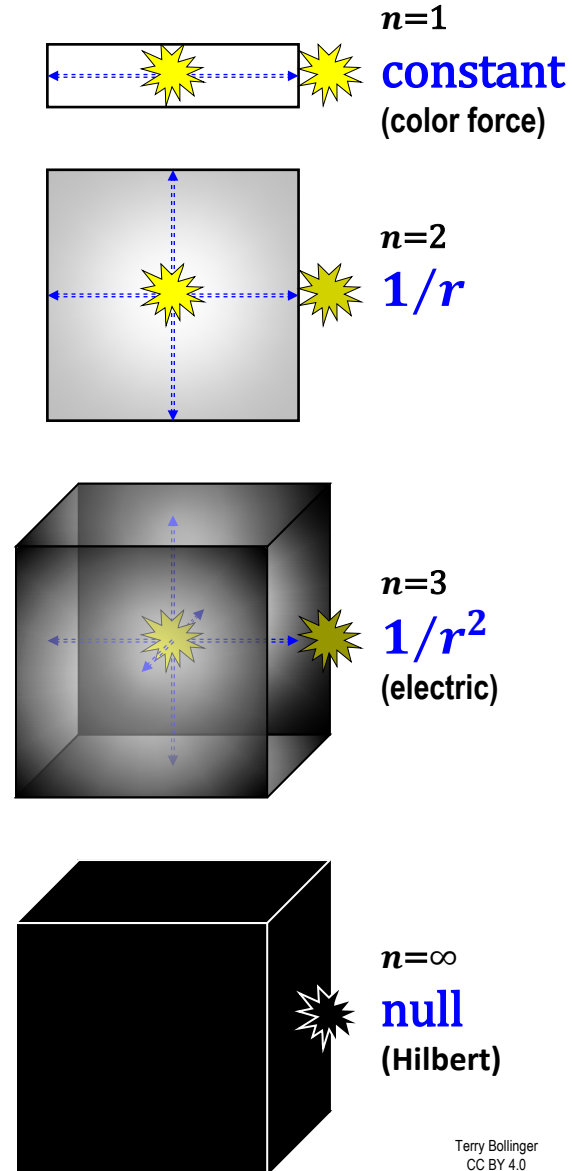 n=1
constant
(color force)
n=2
1/r
n=3
1/r²
(electric)
n=∞
null
(Hilbert)
Terry Bollinger
CC BY 4.0